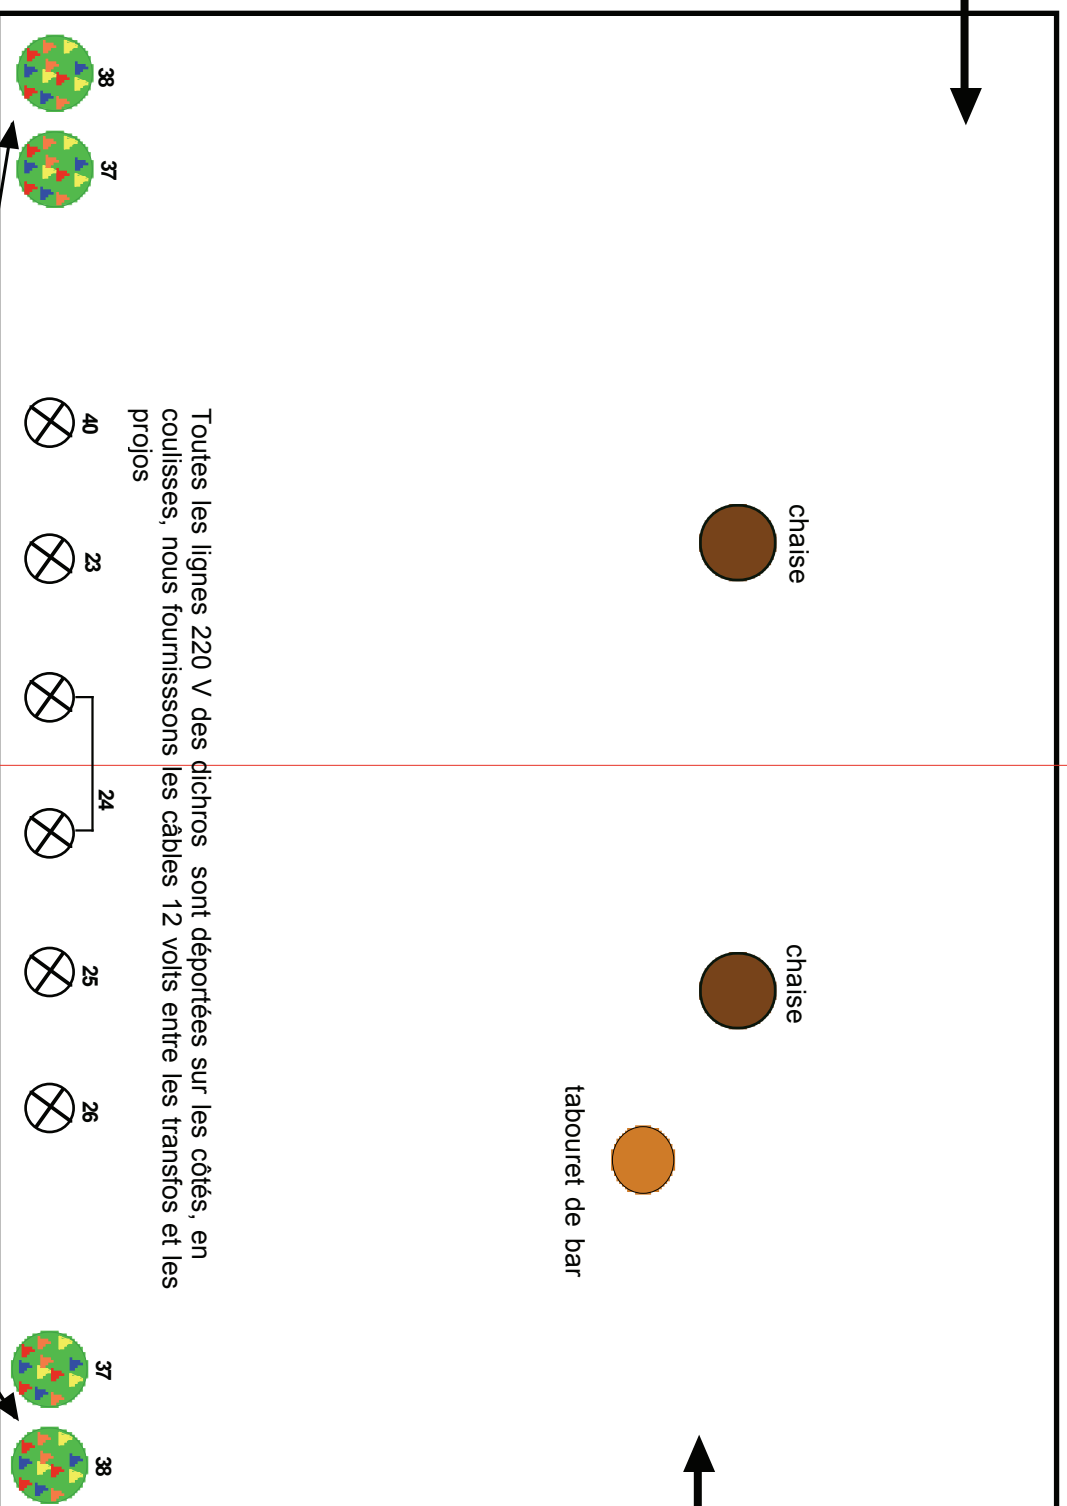 chaise
chaise
tabouret de bar
Toutes les lignes 220 V des dichros sont déportées sur les côtés, en
coulisses, nous fournisssons les câbles 12 volts entre les transfos et les
projos
38
37
40
23
24
25
26
37
38